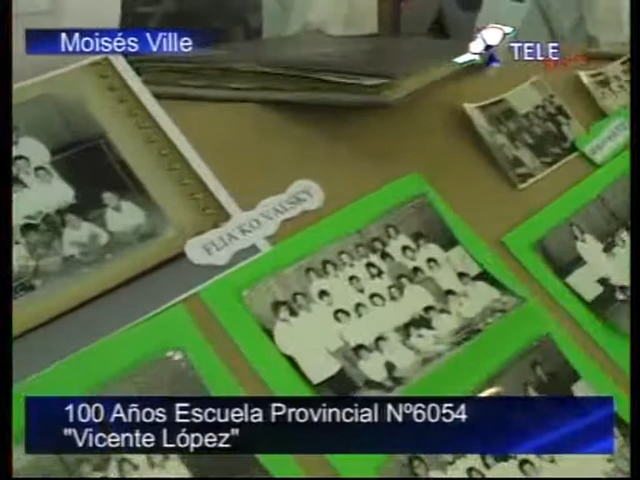 Moisés Ville
TELE
FLIA KOVALSKY
100 Años Escuela Provincial Nº6054
"Vicente López"